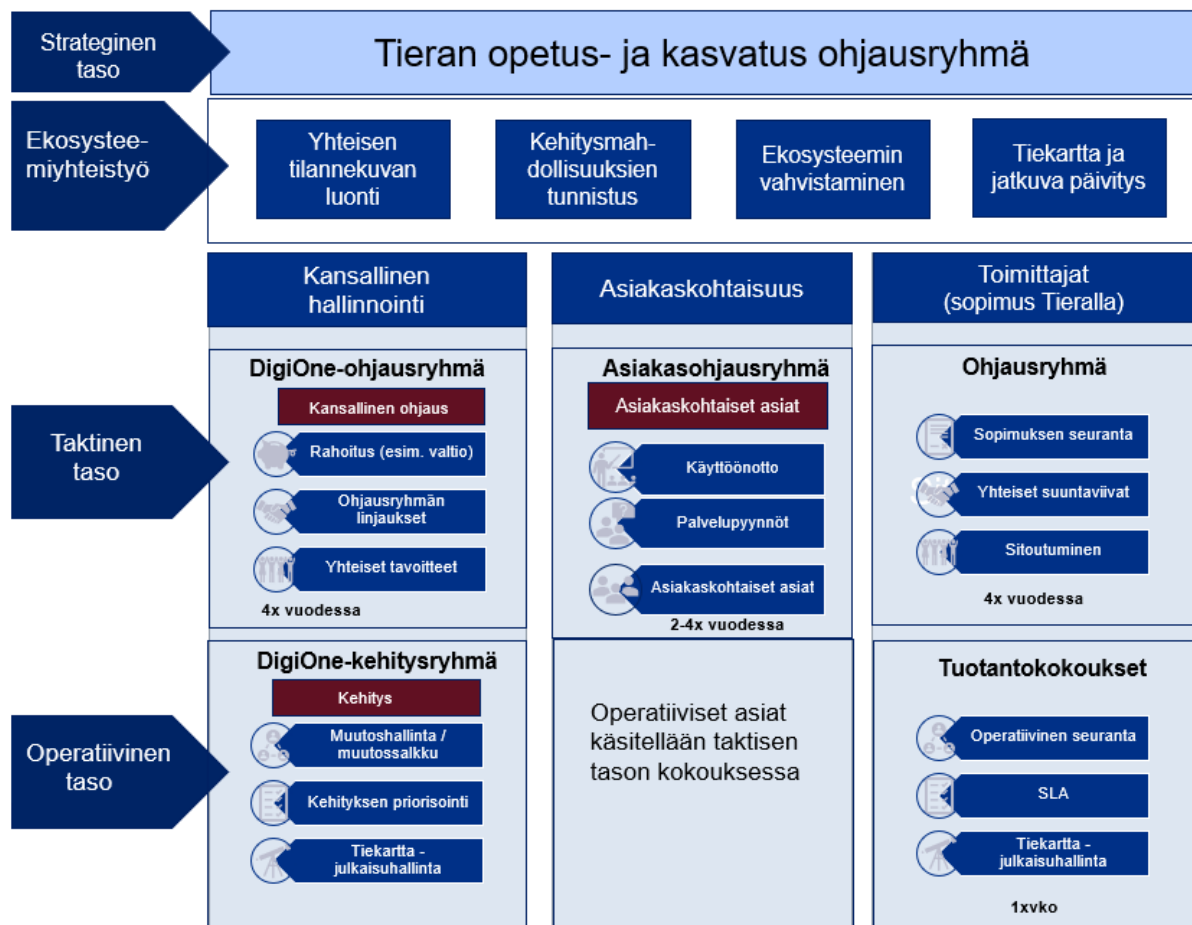 Strateginen
taso
Tieran opetus- ja kasvatus ohjausryhmä
Ekosystee-
miyhteistyö
Yhteisen
tilannekuvan
luonti
Kehitysmah-
dollisuuksien
tunnistus
Ekosysteemin
vahvistaminen
Tiekartta ja
jatkuva päivitys
Kansallinen
hallinnointi
Asiakaskohtaisuus
Toimittajat
(sopimus Tieralla)
Taktinen
taso
DigiOne-ohjausryhmä
Kansallinen ohjaus
Rahoitus (esim. valtio)
Ohjausryhmän
linjaukset
Yhteiset tavoitteet
4x vuodessa
Asiakasohjausryhmä
Asiakaskohtaiset asiat
Käyttöönotto
Palvelupyynnöt
Asiakaskohtaiset asiat
2-4x vuodessa
Ohjausryhmä
Sopimuksen seuranta
Yhteiset suuntaviivat
Sitoutuminen
4x vuodessa
Operatiivinen
taso
DigiOne-kehitysryhmä
Kehitys
Muutoshallinta /
muutossalkku
Kehityksen priorisointi
Tiekartta -
julkaisuhallinta
Operatiiviset asiat
käsitellään taktisen
tason kokouksessa
Tuotantokokoukset
Operatiivinen seuranta
SLA
Tiekartta -
julkaisuhallinta
1xvko